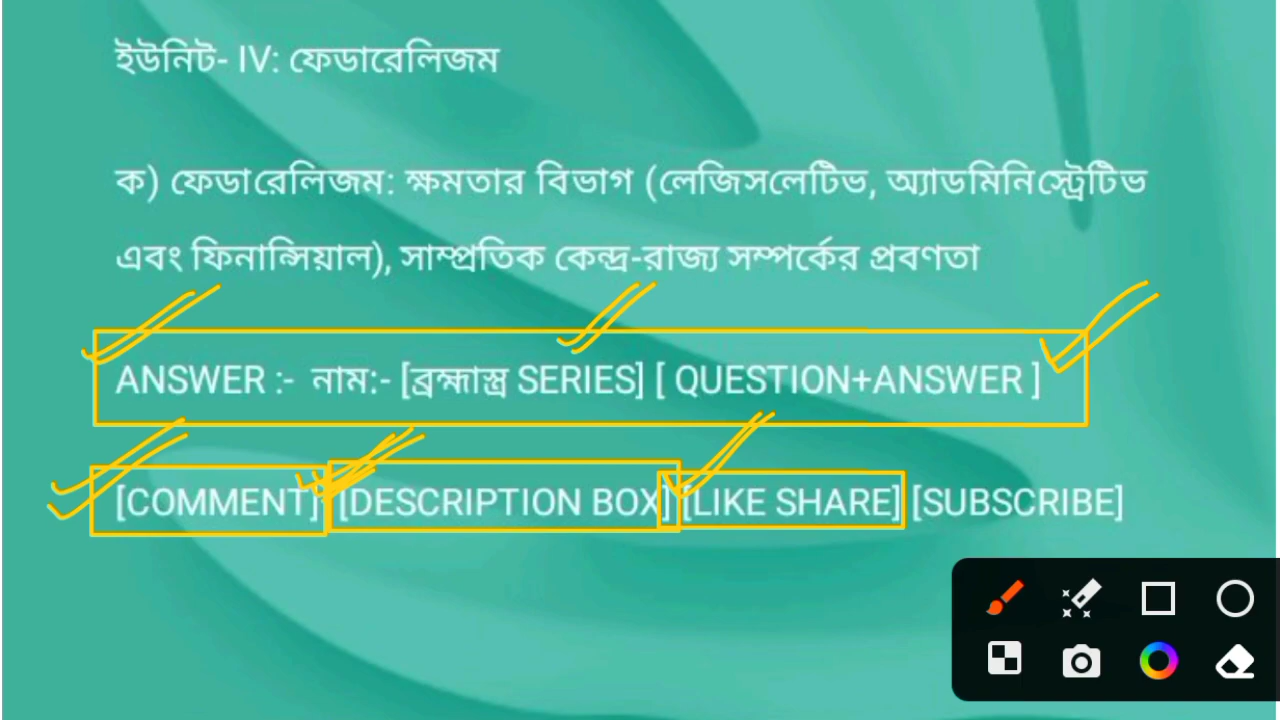 ইউনিট- IV: ফেডারেলিজম
ক) ফেডারেলিজম: ক্ষমতার বিভাগ (লেজিসলেটিভ, অ্যাডমিনিস্ট্রেটিভ
এবং ফিনান্সিয়াল), সাম্প্রতিক কেন্দ্র-রাজ্য সম্পর্কের প্রবণতা
ANSWER :- নাম:- [ব্রহ্মাস্ত্র SERIES] [ QUESTION+ANSWER ]
[COMMENT] [DESCRIPTION BOX] [LIKE SHARE] [SUBSCRIBE]